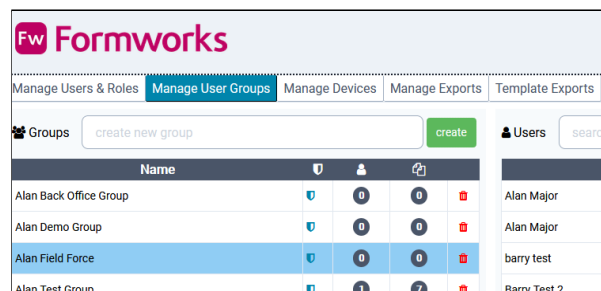 Fw Formworks
Manage Users & Roles Manage User Groups Manage Devices Manage Exports Template Exports
Groups create new group create Users searc
Name
Alan Back Office Group 0 0 Alan Major
Alan Demo Group 0 0 Alan Major
Alan Field Force 0 0 barry test
Alan Test Group 1 7 Barry Test 2